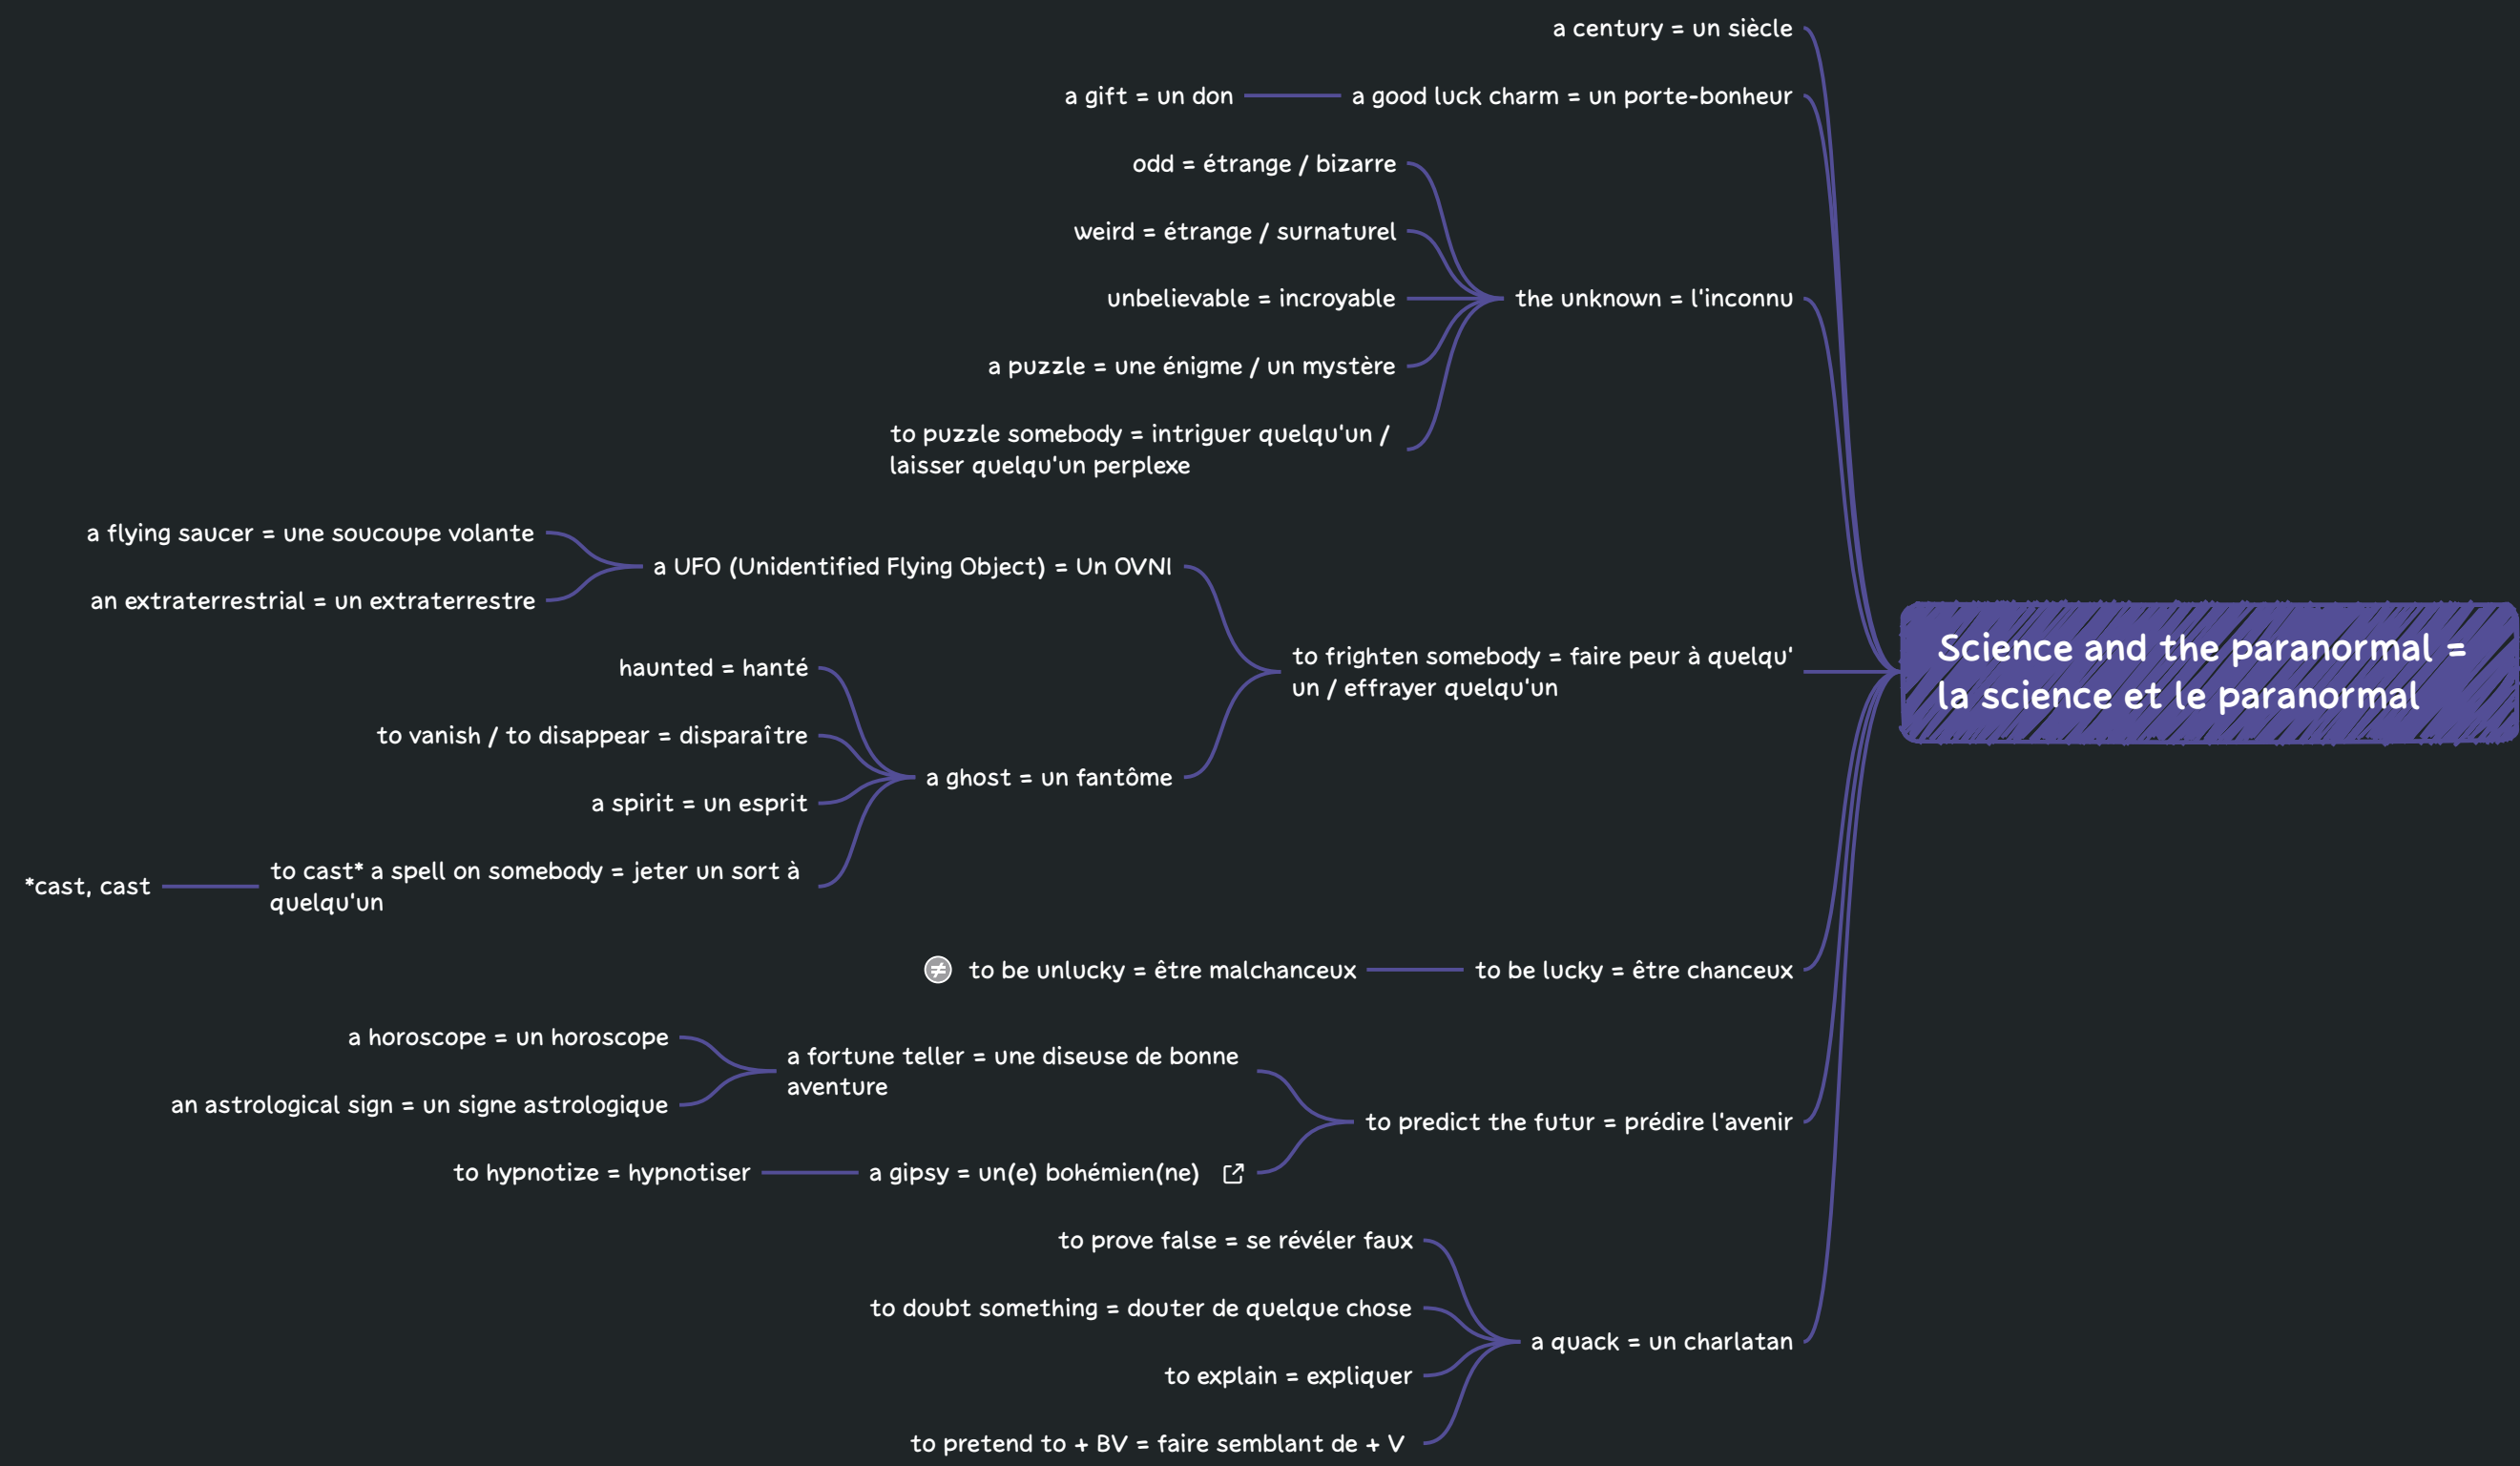 a century = un siècle
a gift = un don
a good luck charm = un porte-bonheur
odd = étrange / bizarre
weird = étrange / surnaturel
unbelievable = incroyable
the unknown = l'inconnu
a puzzle = une énigme / un mystère
to puzzle somebody = intriguer quelqu'un /
laisser quelqu'un perplexe
a flying saucer = une soucoupe volante
a UFO (Unidentified Flying Object) = Un OVNI
an extraterrestrial = un extraterrestre
to frighten somebody = faire peur à quelqu'
un / effrayer quelqu'un
Science and the paranormal =
la science et le paranormal
haunted = hanté
to vanish / to disappear = disparaître
a ghost = un fantôme
a spirit = un esprit
to cast* a spell on somebody = jeter un sort à
quelqu'un
*cast, cast
≠ to be unlucky = être malchanceux
to be lucky = être chanceux
a horoscope = un horoscope
a fortune teller = une diseuse de bonne
aventure
an astrological sign = un signe astrologique
to predict the futur = prédire l'avenir
to hypnotize = hypnotiser
a gipsy = un(e) bohémien(ne)
to prove false = se révéler faux
to doubt something = douter de quelque chose
a quack = un charlatan
to explain = expliquer
to pretend to + BV = faire semblant de + V